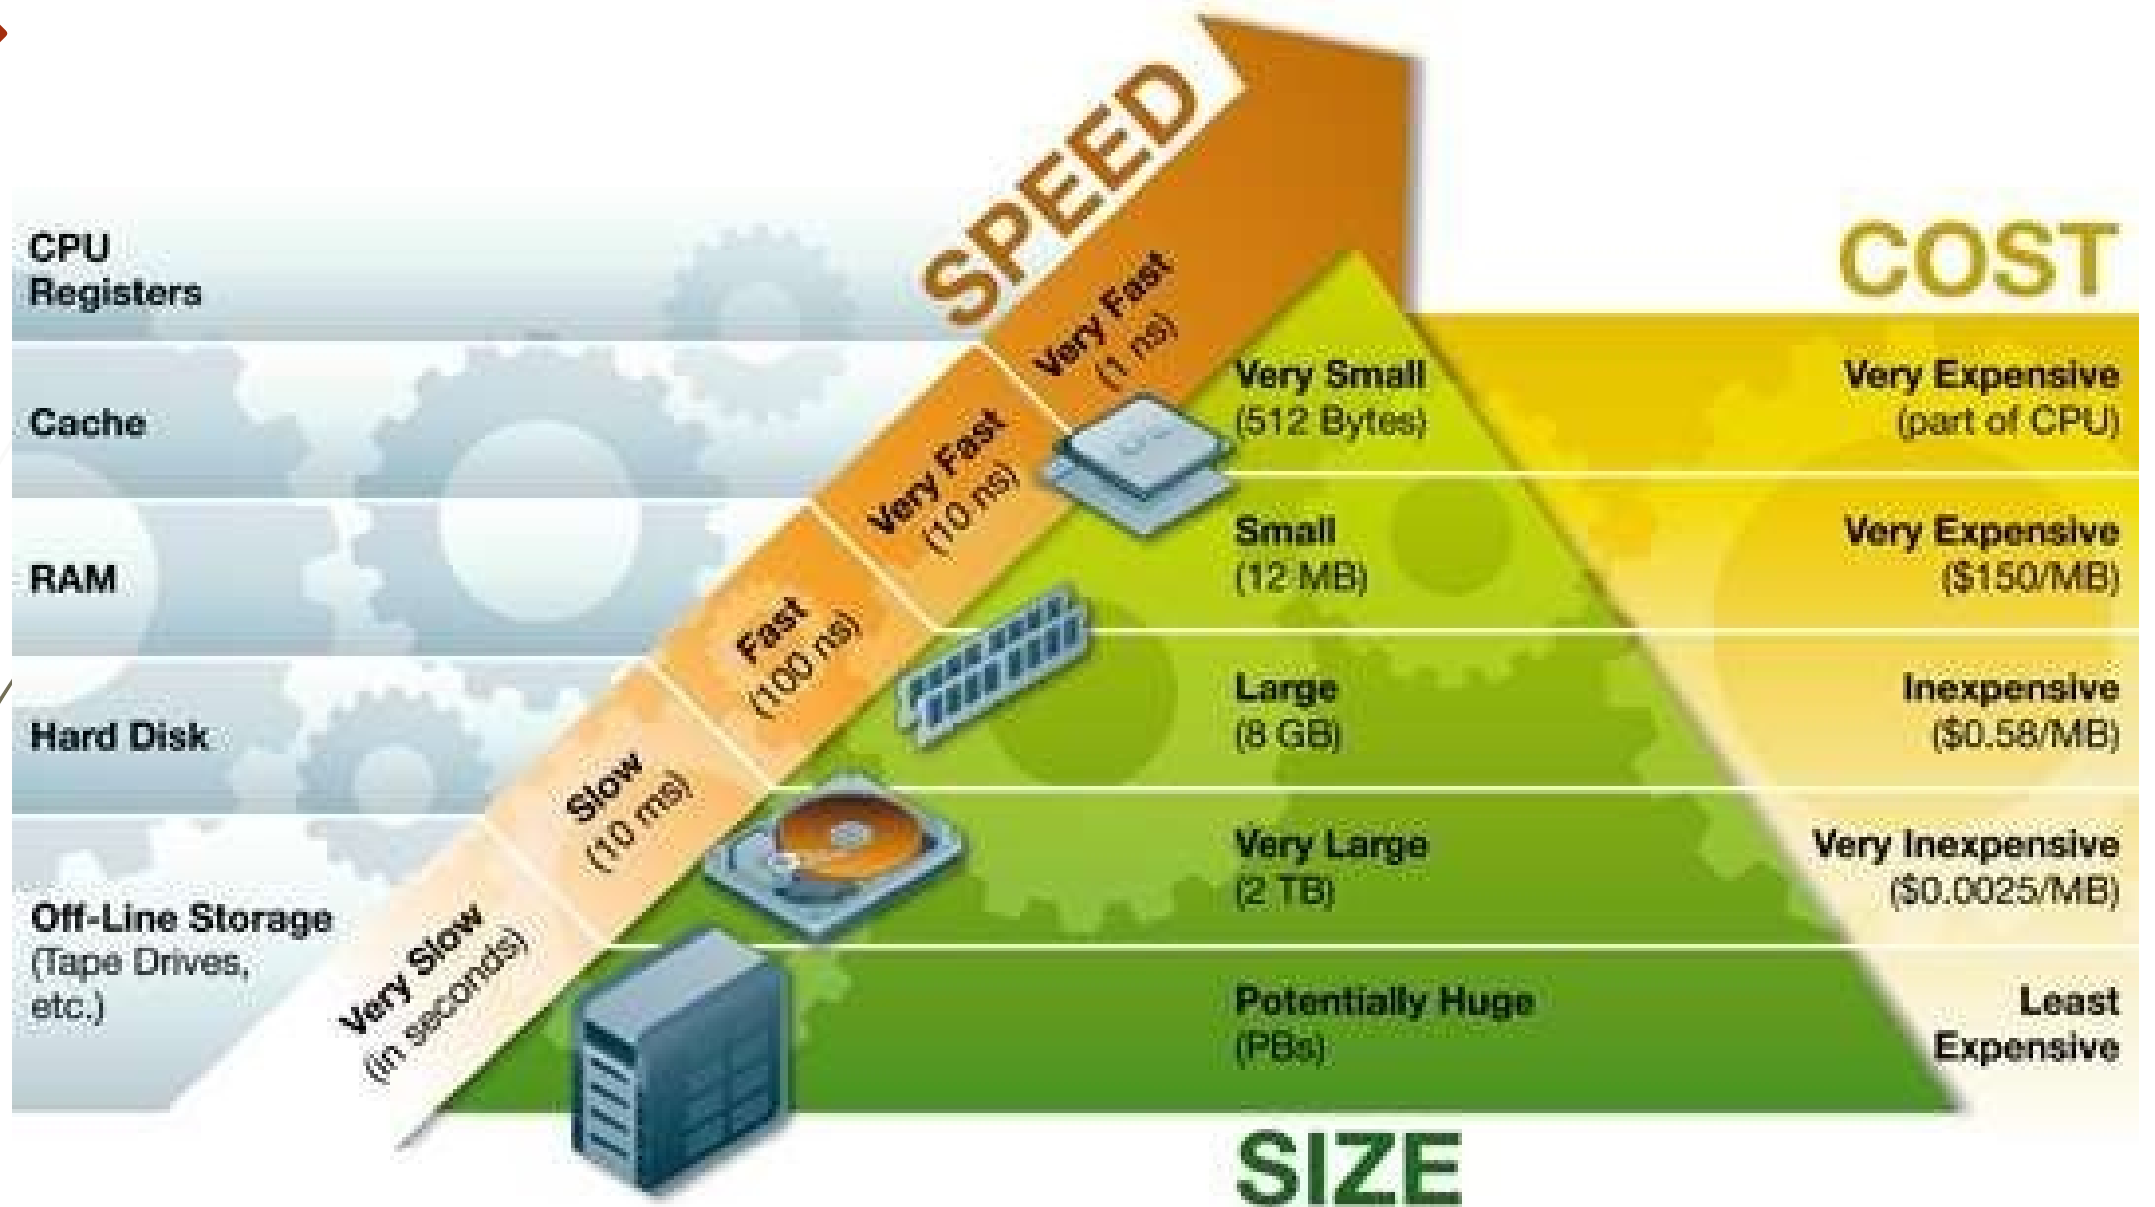 SPEED
COST
CPU
Registers
Very Fast
(1 ns)
Very Small
(512 Bytes)
Very Expensive
(part of CPU)
Cache
Very Fast
(10 ns)
Small
(12 MB)
Very Expensive
($150/MB)
RAM
Fast
(100 ns)
Large
(8 GB)
Inexpensive
($0.58/MB)
Hard Disk
Slow
(10 ms)
Very Large
(2 TB)
Very Inexpensive
($0.0025/MB)
Off-Line Storage
(Tape Drives,
etc.)
Very Slow
(in seconds)
Potentially Huge
(PBs)
Least
Expensive
SIZE